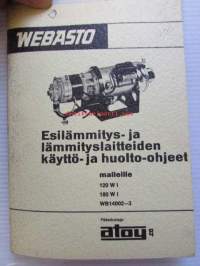 WEBASTO
Esilämmitys- ja
lämmityslaitteiden
käyttö- ja huolto-ohjeet
malleille
120 W I
180 W I
WB14002-3
Pääedustaja
atoy